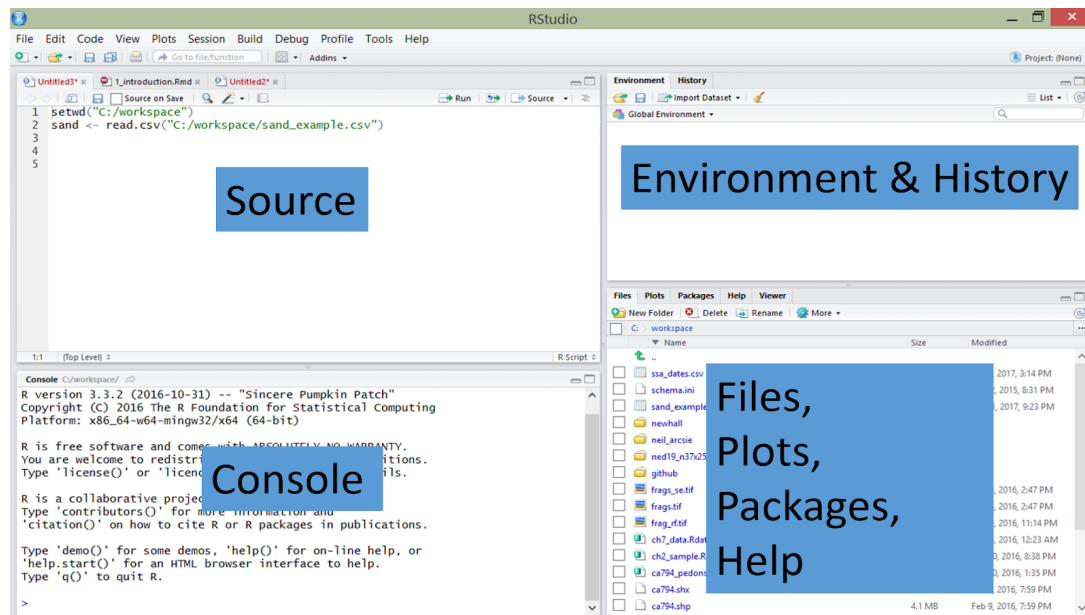 RStudio
File Edit Code View Plots Session Build Debug Profile Tools Help
Go to file/function Addins Project: (None)
Untitled3* 1_introduction.Rmd Untitled2*
Source on Save Run Source
1 setwd("C:/workspace")
2 sand <- read.csv("C:/workspace/sand_example.csv")
3
4
5
Source
1:1 (Top Level) R Script
Console C:/workspace/
R version 3.3.2 (2016-10-31) -- "Sincere Pumpkin Patch"
Copyright (C) 2016 The R Foundation for Statistical Computing
Platform: x86_64-w64-mingw32/x64 (64-bit)
R is free software and comes with ABSOLUTELY NO WARRANTY.
You are welcome to redistri itions.
Type 'license()' or 'licen ils.
Console
R is a collaborative projec
Type 'contributors()' for more information and
'citation()' on how to cite R or R packages in publications.
Type 'demo()' for some demos, 'help()' for on-line help, or
'help.start()' for an HTML browser interface to help.
Type 'q()' to quit R.
>
Environment History
Import Dataset List
Global Environment
Environment & History
Files Plots Packages Help Viewer
New Folder Delete Rename More
C: workspace
Name Size Modified
..
ssa_dates.csv 2017, 3:14 PM
schema.ini 2015, 8:31 PM
sand_example 2017, 9:23 PM
newhall
neil_arcsie
ned19_n37x25
github
frags_se.tif 2016, 2:47 PM
frags.tif 2016, 2:47 PM
frag_rf.tif 2016, 11:14 PM
ch7_data.Rdat 2016, 12:23 AM
ch2_sample.R 2016, 8:38 PM
ca794_pedons 2016, 1:35 PM
ca794.shx 2016, 7:59 PM
ca794.shp 4.1 MB Feb 9, 2016, 7:59 PM
Files,
Plots,
Packages,
Help